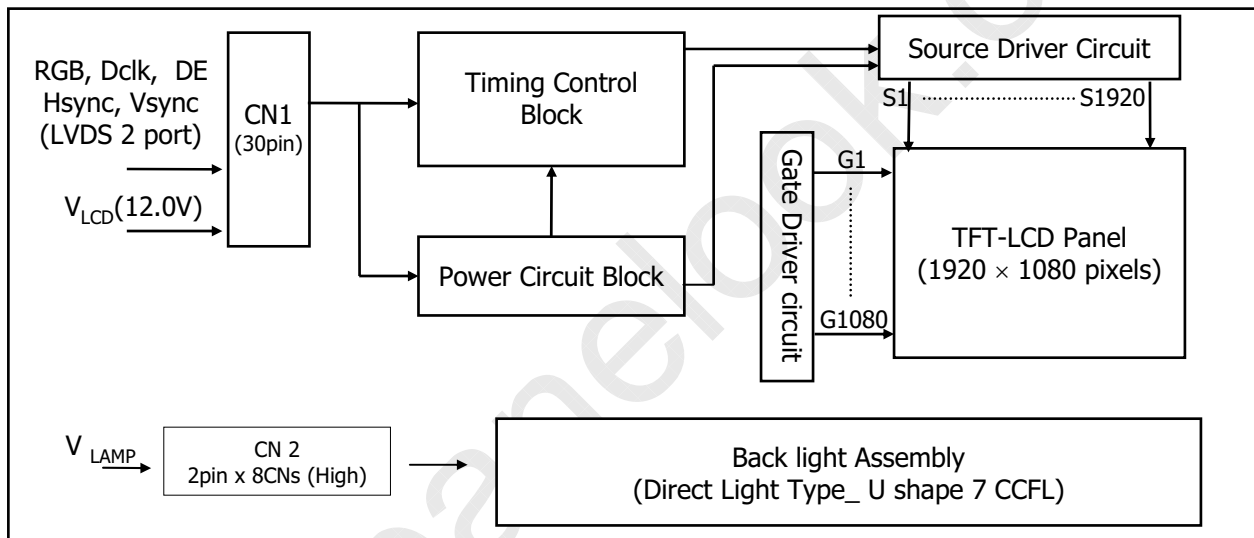 RGB, Dclk, DE
Hsync, Vsync
(LVDS 2 port)
V LCD (12.0V)
CN1
(30pin)
Timing Control
Block
Power Circuit Block
Source Driver Circuit
S1 S1920
Gate Driver circuit
G1
G1080
TFT-LCD Panel
(1920 × 1080 pixels)
V LAMP
CN 2
2pin x 8CNs (High)
Back light Assembly
(Direct Light Type_ U shape 7 CCFL)